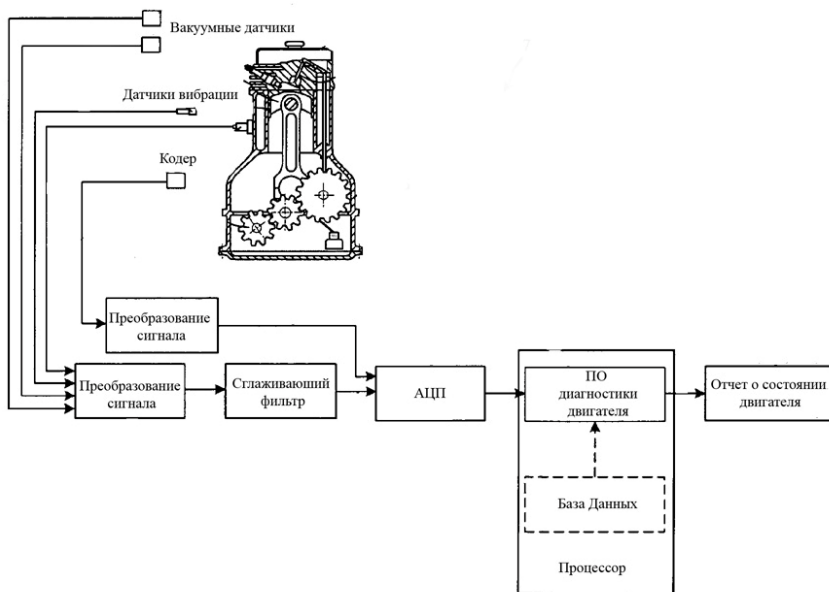 Вакуумные датчики
Датчики вибрации
Кодер
Преобразование
сигнала
Преобразование
сигнала
Сглаживаюший
фильтр
АЦП
ПО
диагностики
двигателя
Отчет о состоянии
двигателя
База Данных
Процессор